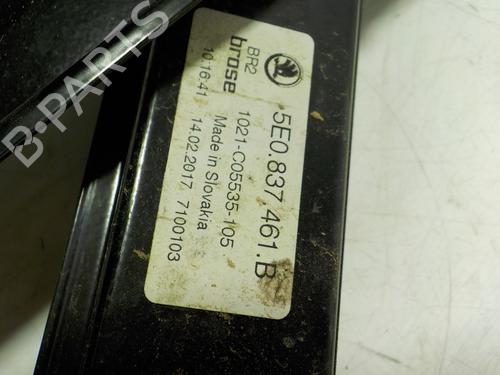 5E0.837.461.B
BR2
brose
1021-C05535-105
10:16:41
Made in Slovakia
14.02.2017 7100103
B-PARTS